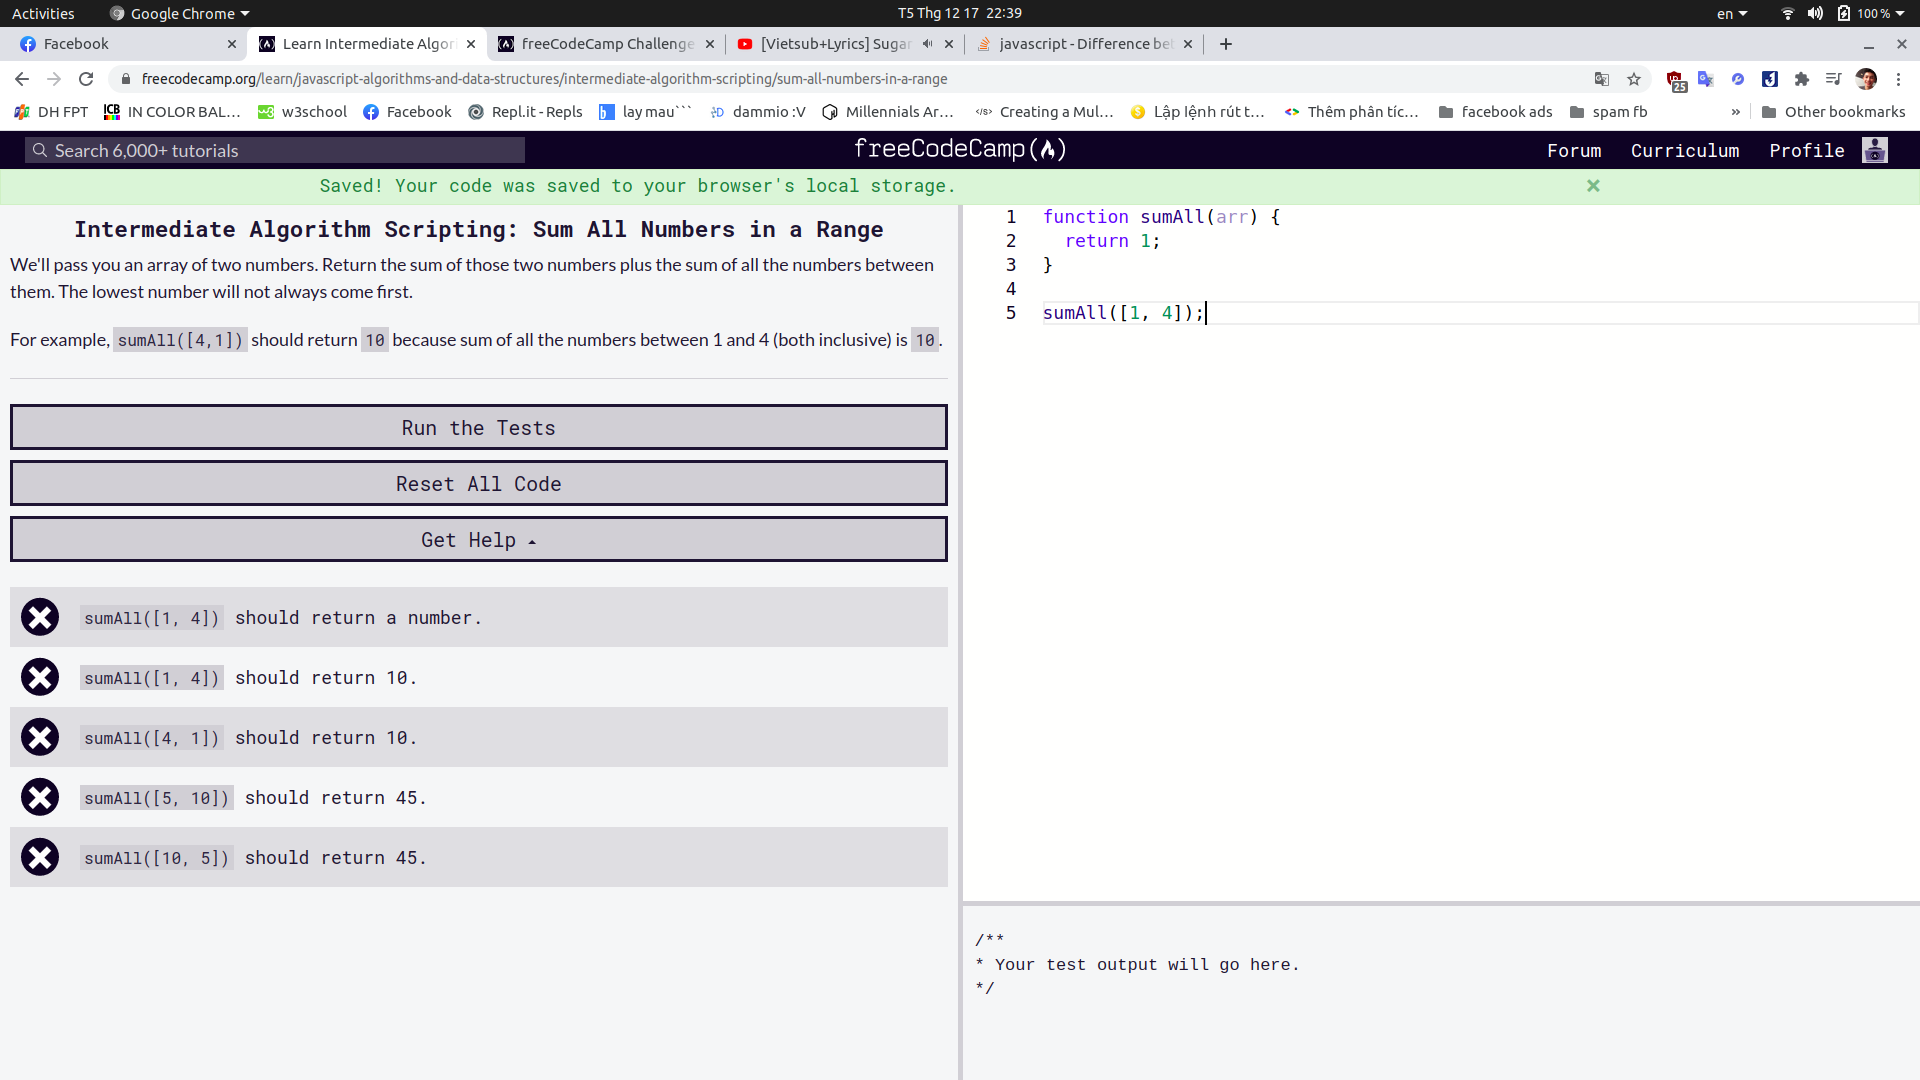 Activities Google Chrome T5 Thg 12 17 22:39 en 100 %
Facebook Learn Intermediate Algori freeCodeCamp Challenge [Vietsub+Lyrics] Sugar javascript - Difference be
freecodecamp.org/learn/javascript-algorithms-and-data-structures/intermediate-algorithm-scripting/sum-all-numbers-in-a-range 25
DH FPT ICB IN COLOR BAL... w3school Facebook Repl.it - Repls lay mau``` dammio :V Millennials Ar... Creating a Mul... Lập lệnh rút t... Thêm phân tíc... facebook ads spam fb » Other bookmarks
Search 6,000+ tutorials freeCodeCamp Forum Curriculum Profile
Saved! Your code was saved to your browser's local storage.
Intermediate Algorithm Scripting: Sum All Numbers in a Range
We'll pass you an array of two numbers. Return the sum of those two numbers plus the sum of all the numbers between
them. The lowest number will not always come first.
For example, sumAll([4,1]) should return 10 because sum of all the numbers between 1 and 4 (both inclusive) is 10.
Run the Tests
Reset All Code
Get Help
sumAll([1, 4]) should return a number.
sumAll([1, 4]) should return 10.
sumAll([4, 1]) should return 10.
sumAll([5, 10]) should return 45.
sumAll([10, 5]) should return 45.
1 function sumAll(arr) {
2 return 1;
3 }
4
5 sumAll([1, 4]);
/**
* Your test output will go here.
*/